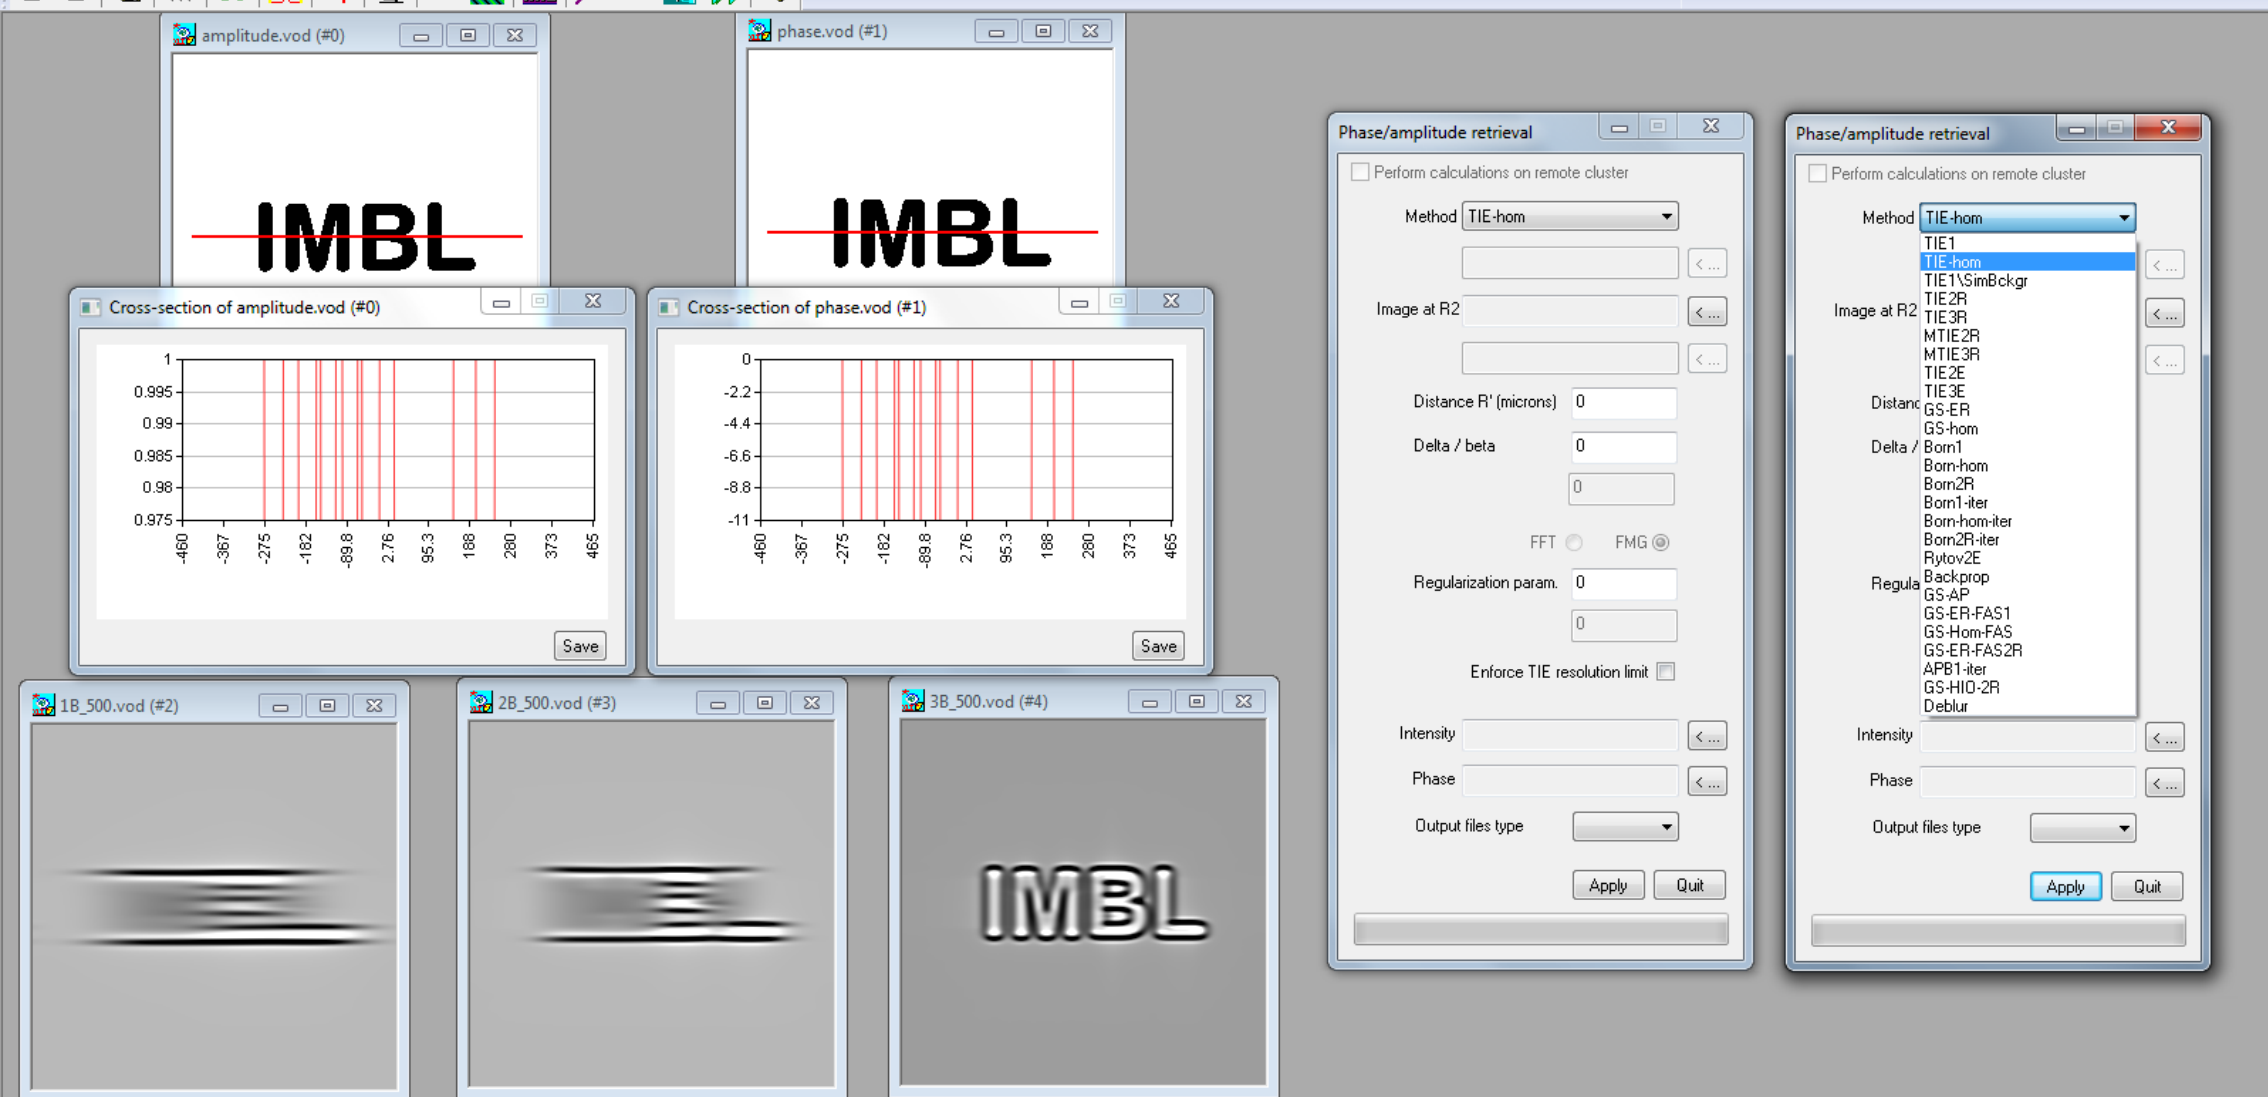 amplitude.vod (#0)
IMBL
phase.vod (#1)
IMBL
Cross-section of amplitude.vod (#0)
1
0.995
0.99
0.985
0.98
0.975
-460
-367
-275
-182
-89.8
2.76
95.3
188
280
373
465
Save
Cross-section of phase.vod (#1)
0
-2.2
-4.4
-6.6
-8.8
-11
-460
-367
-275
-182
-89.8
2.76
95.3
188
280
373
465
Save
1B_500.vod (#2)
2B_500.vod (#3)
3B_500.vod (#4)
IMBL
Phase/amplitude retrieval
Perform calculations on remote cluster
Method TIE-hom
< ...
Image at R2 < ...
< ...
Distance R' (microns) 0
Delta / beta 0
0
FFT FMG
Regularization param. 0
0
Enforce TIE resolution limit
Intensity < ...
Phase < ...
Output files type
Apply Quit
Phase/amplitude retrieval
Perform calculations on remote cluster
Method TIE-hom
TIE1
TIE-hom
TIE1\SimBckgr
TIE2R
TIE3R
MTIE2R
MTIE3R
TIE2E
TIE3E
GS-ER
GS-hom
Born1
Born-hom
Born2R
Born1-iter
Born-hom-iter
Born2R-iter
Rytov2E
Backprop
GS-AP
GS-ER-FAS1
GS-Hom-FAS
GS-ER-FAS2R
APB1-iter
GS-HIO-2R
Deblur
< ...
Image at R2 < ...
< ...
Distanc
Delta /
Regula
Intensity < ...
Phase < ...
Output files type
Apply Quit